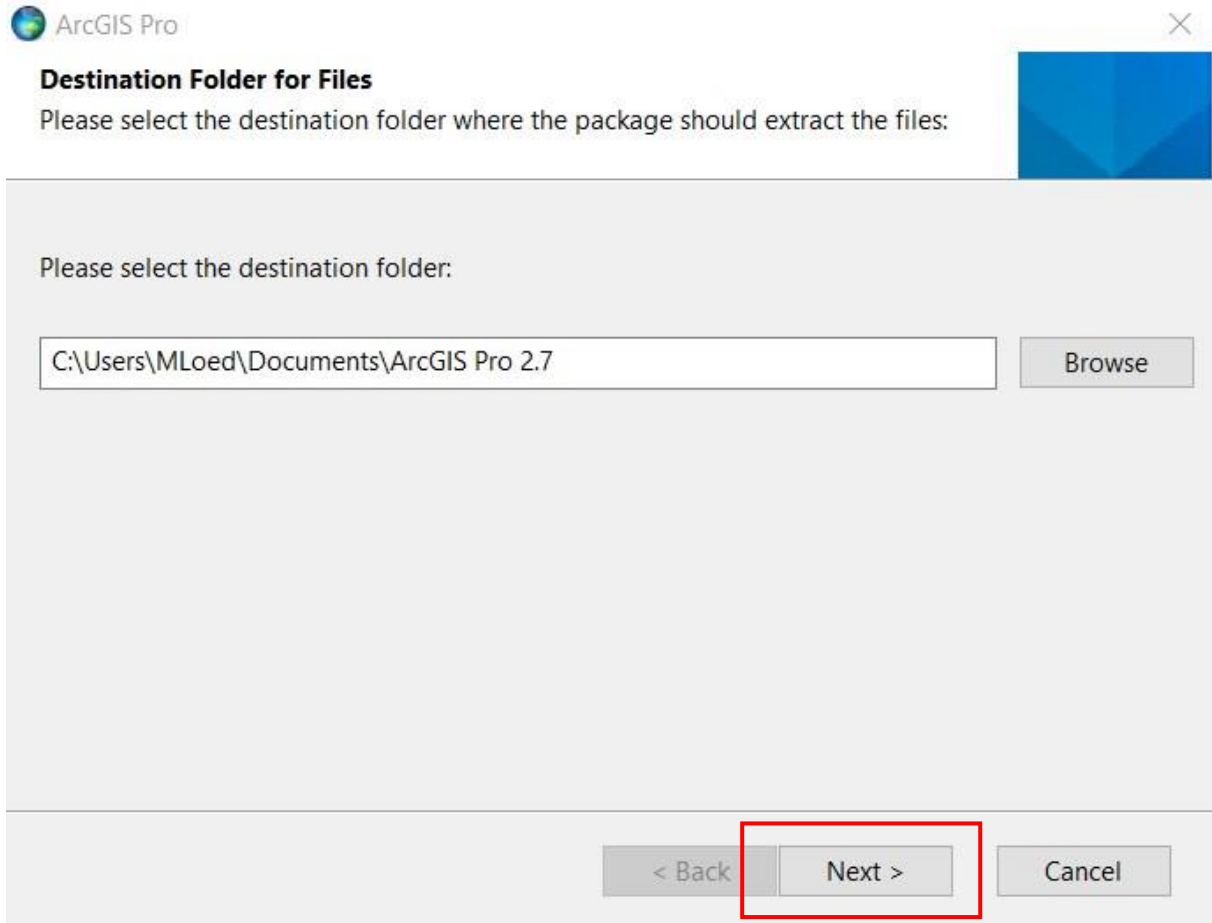 ArcGIS Pro
Destination Folder for Files
Please select the destination folder where the package should extract the files:
Please select the destination folder:
C:\Users\MLoed\Documents\ArcGIS Pro 2.7
Browse
< Back
Next >
Cancel